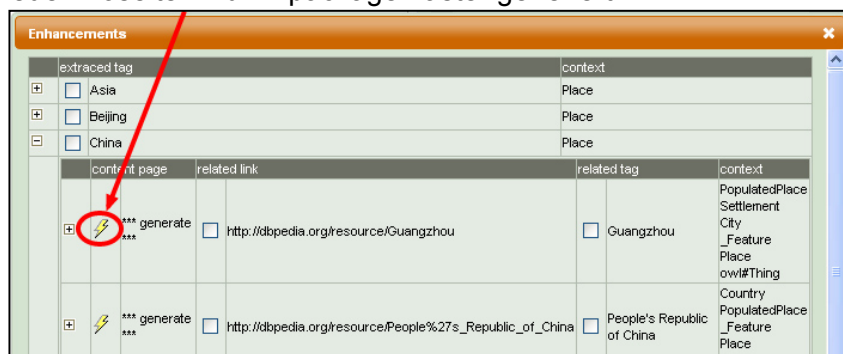 Enhancements
extraced tag context
Asia Place
Beijing Place
China Place
content page related link related tag context
*** generate *** http://dbpedia.org/resource/Guangzhou Guangzhou PopulatedPlace
Settlement
City
_Feature
Place
owl#Thing
*** generate *** http://dbpedia.org/resource/People%27s_Republic_of_China People's Republic of China Country
PopulatedPlace
_Feature
Place